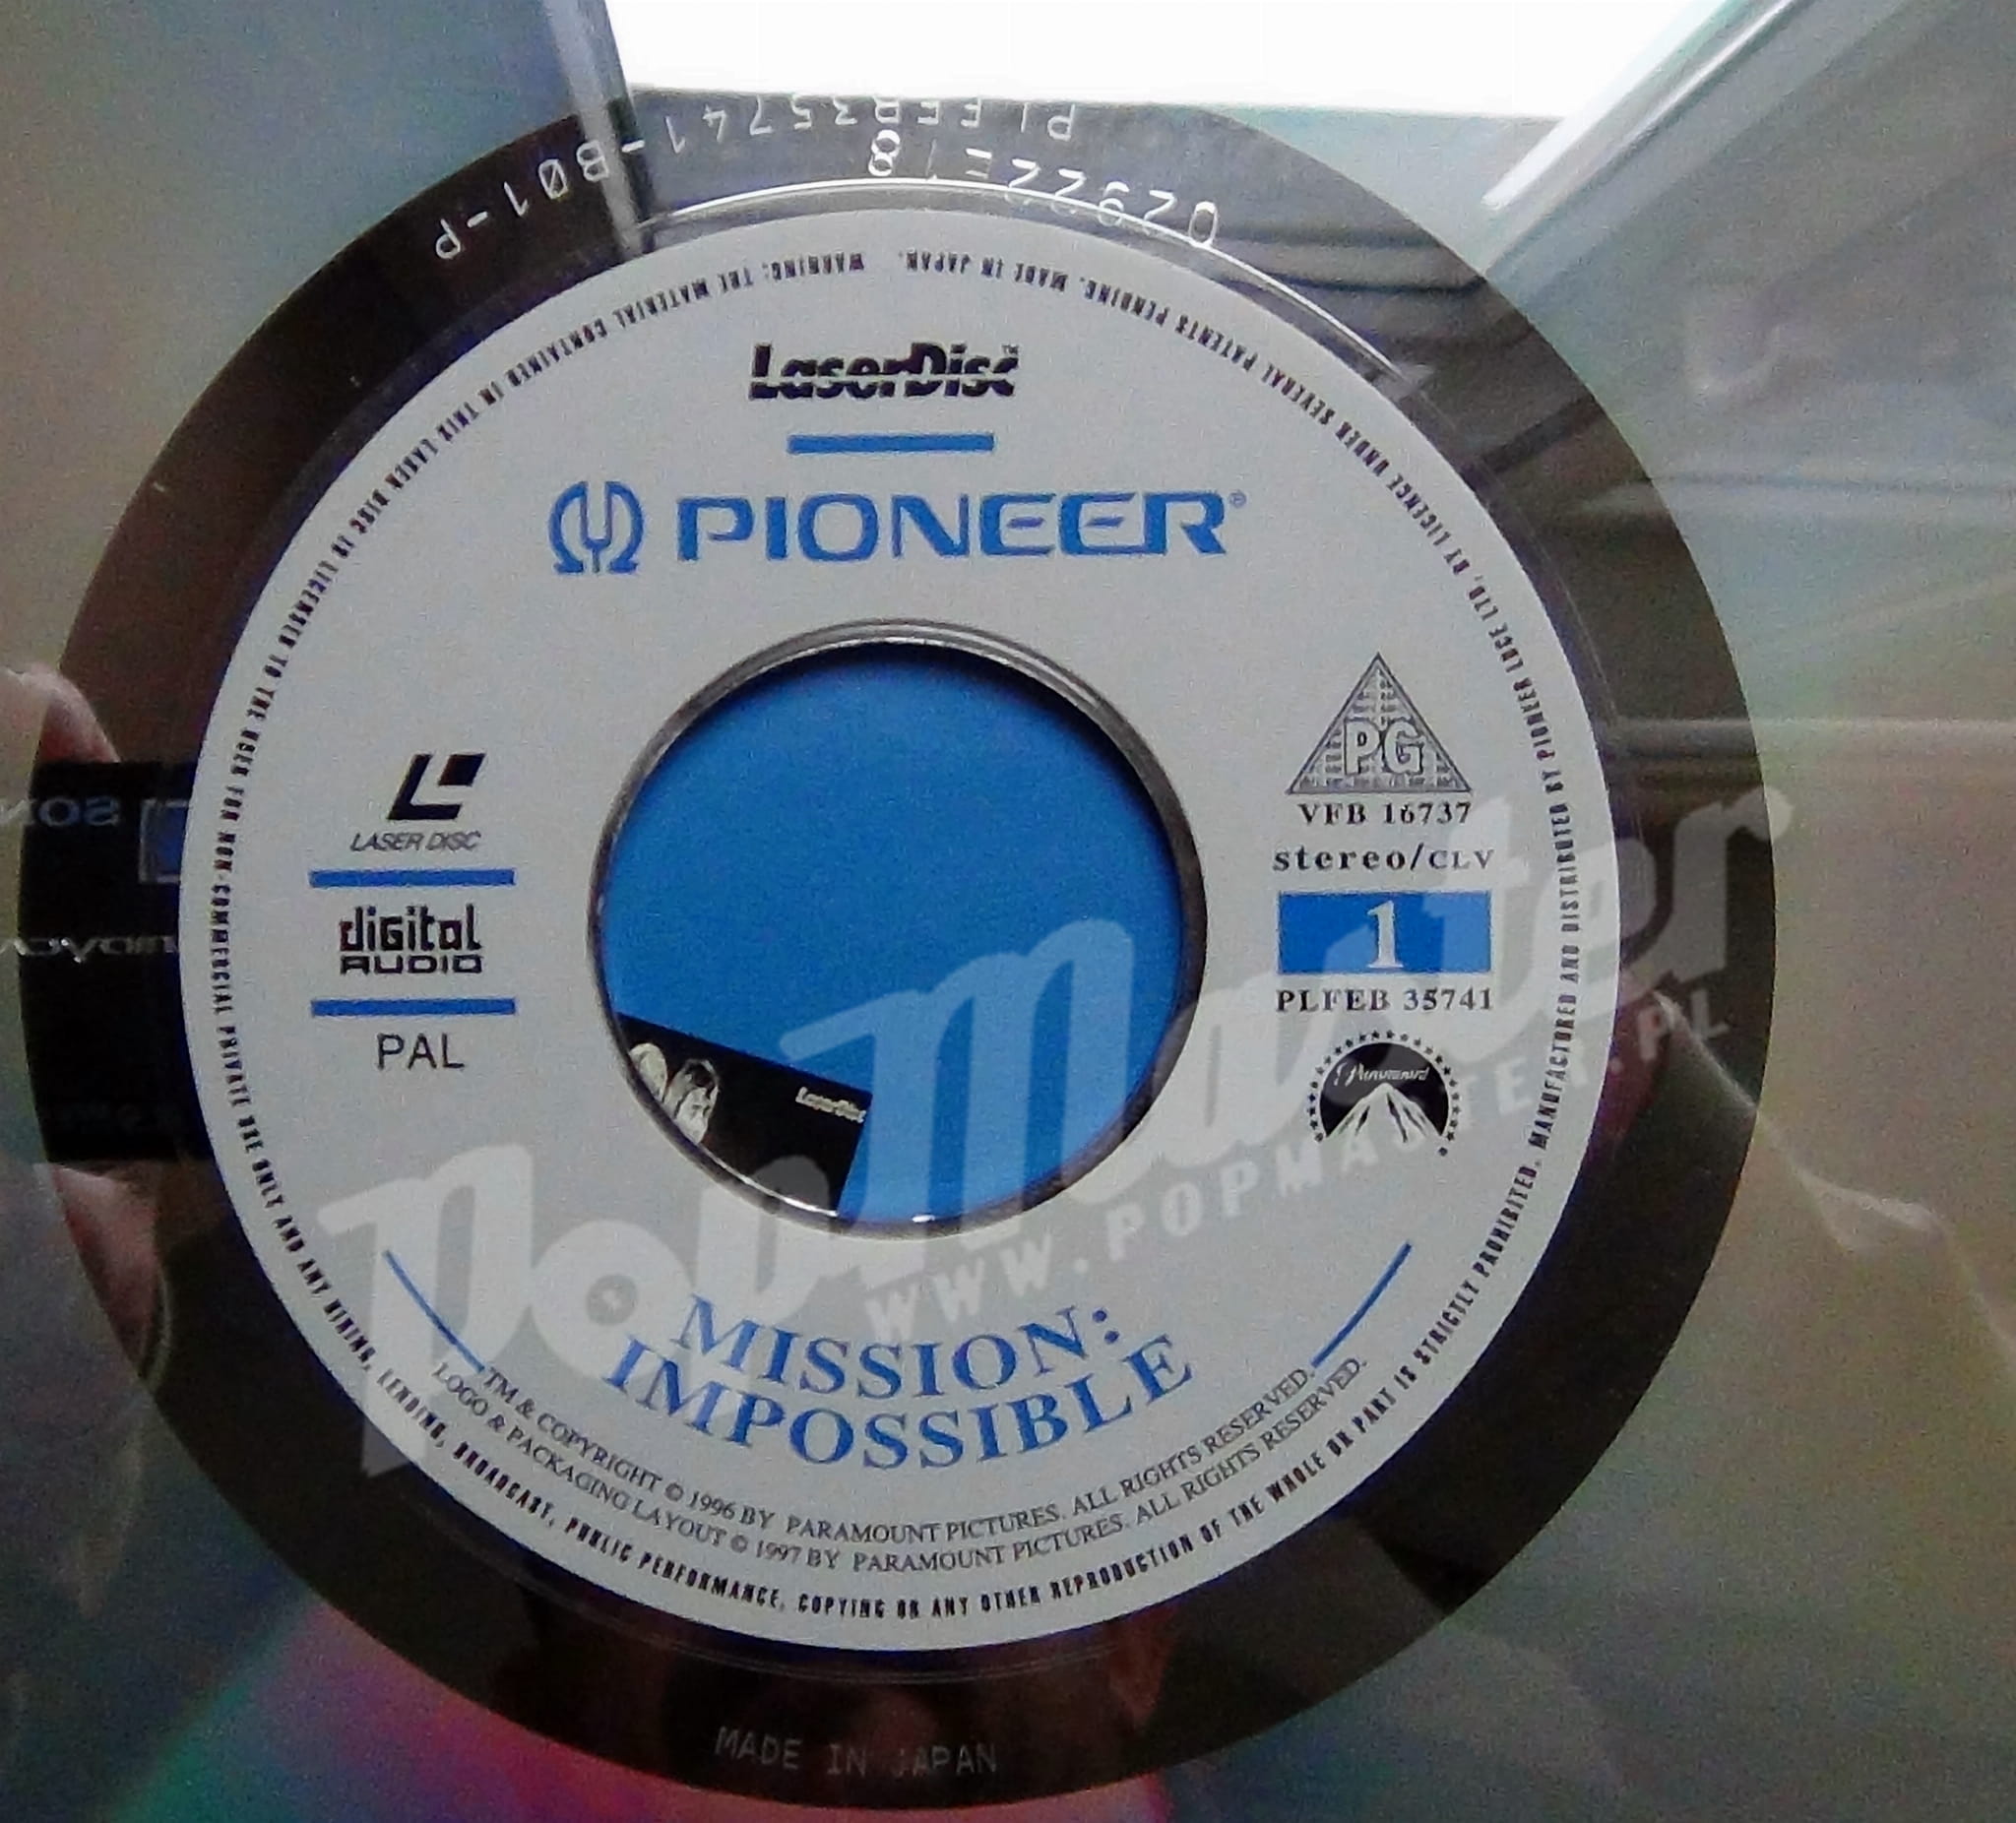 PLFEB35741-B01-P
LaserDisc™
PIONEER®
LASER DISC
digital
AUDIO
PAL
PG
VFB 16737
stereo/CLV
1
PLFEB 35741
Paramount
LaserDisc
MISSION:
IMPOSSIBLE
TM & COPYRIGHT © 1996 BY PARAMOUNT PICTURES. ALL RIGHTS RESERVED.
LOGO & PACKAGING LAYOUT © 1997 BY PARAMOUNT PICTURES. ALL RIGHTS RESERVED.
WARNING: THE MATERIAL CONTAINED IN THIS LASER DISC IS LICENSED TO THE USER FOR NON-COMMERCIAL PRIVATE USE ONLY AND ANY HIRING, LENDING, BROADCAST, PUBLIC PERFORMANCE, COPYING OR ANY OTHER REPRODUCTION OF THE WHOLE OR PART IS STRICTLY PROHIBITED. MANUFACTURED AND DISTRIBUTED BY PIONEER LDCE LTD, BY LICENCE UNDER SEVERAL PATENTS PENDING. MADE IN JAPAN.
MADE IN JAPAN
PopMaster
WWW.POPMASTER.PL